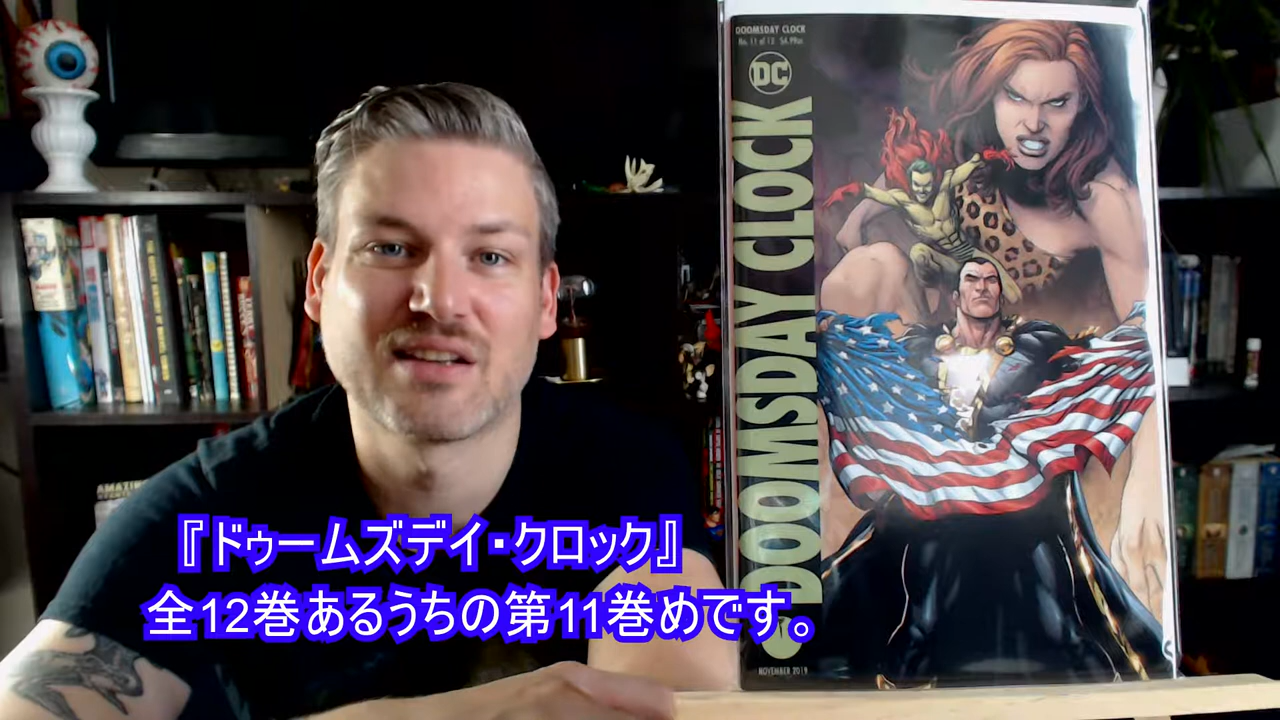 DOOMSDAY CLOCK
No. 11 of 12 $4.99US
DC
DOOMSDAY CLOCK
NOVEMBER 2019
『ドゥームズデイ・クロック』
全12巻あるうちの第11巻めです。